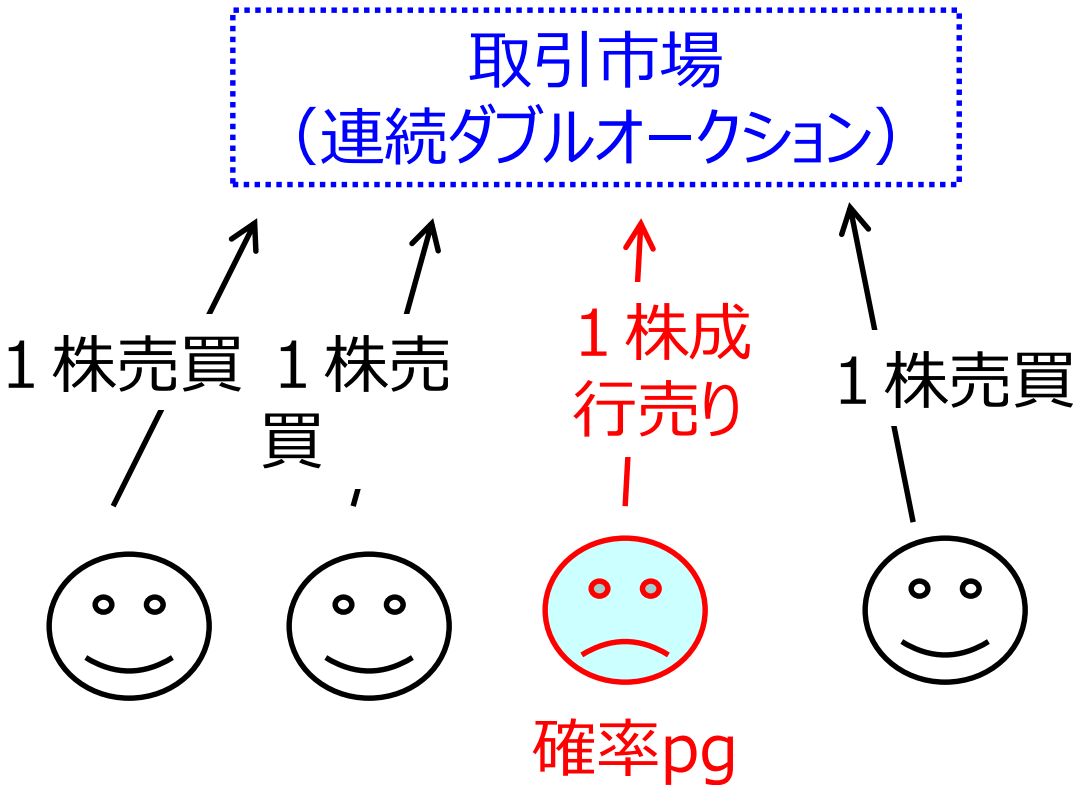 取引市場
（連続ダブルオークション）
１株売買
１株売
買
１株成
行売り
１株売買
確率pg